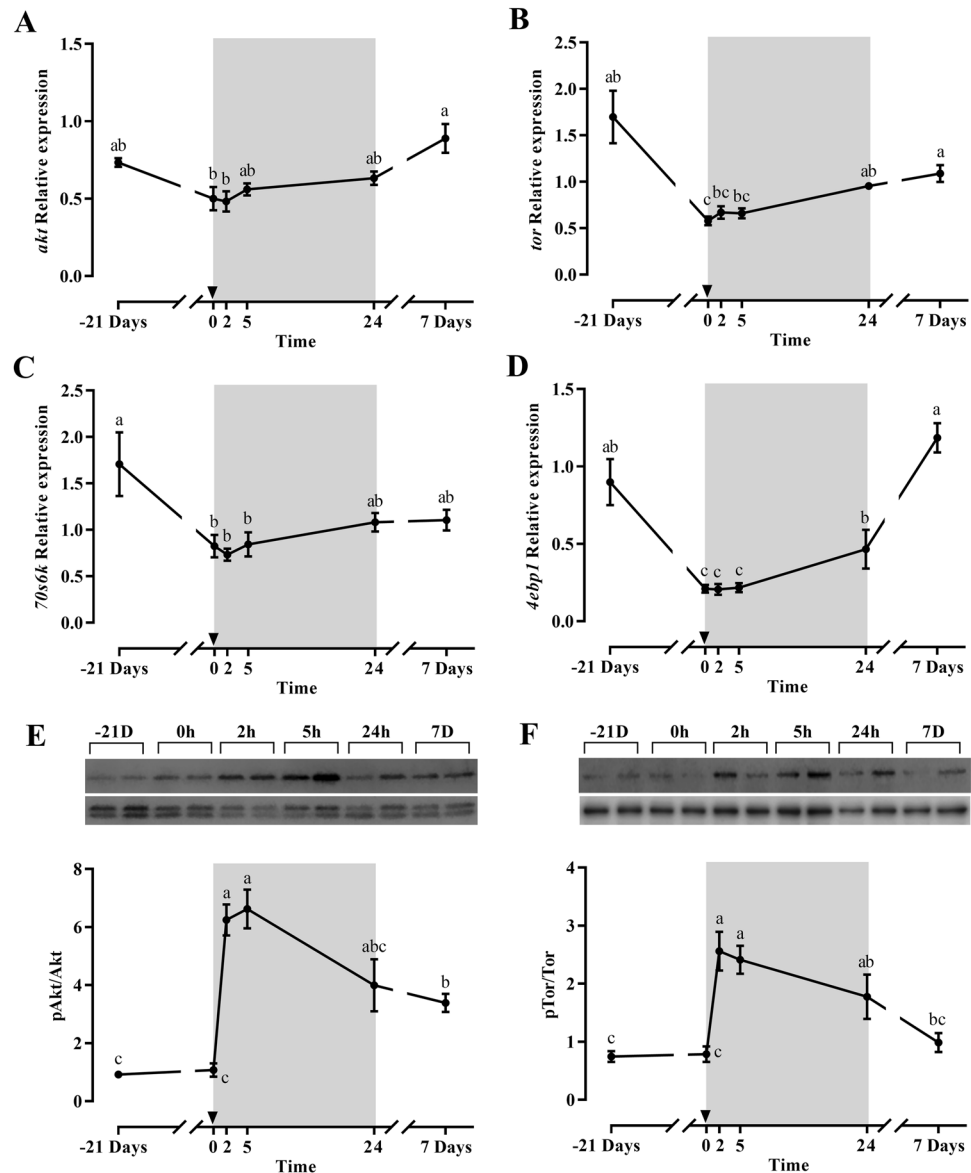 A
B
1.5
1.0
0.5
0.0
akt Relative expression
ab
b
b
ab
ab
a
-21 Days
0
2
5
24
7 Days
Time
2.5
2.0
1.5
1.0
0.5
0.0
tor Relative expression
ab
c
bc
bc
ab
a
-21 Days
0
2
5
24
7 Days
Time
C
D
2.5
2.0
1.5
1.0
0.5
0.0
70s6k Relative expression
a
b
b
b
ab
ab
-21 Days
0
2
5
24
7 Days
Time
1.5
1.0
0.5
0.0
4ebp1 Relative expression
ab
c
c
c
b
a
-21 Days
0
2
5
24
7 Days
Time
E
-21D
0h
2h
5h
24h
7D
8
6
4
2
0
pAkt/Akt
c
c
a
a
abc
b
-21 Days
0
2
5
24
7 Days
Time
F
-21D
0h
2h
5h
24h
7D
4
3
2
1
0
pTor/Tor
c
c
a
a
ab
bc
-21 Days
0
2
5
24
7 Days
Time